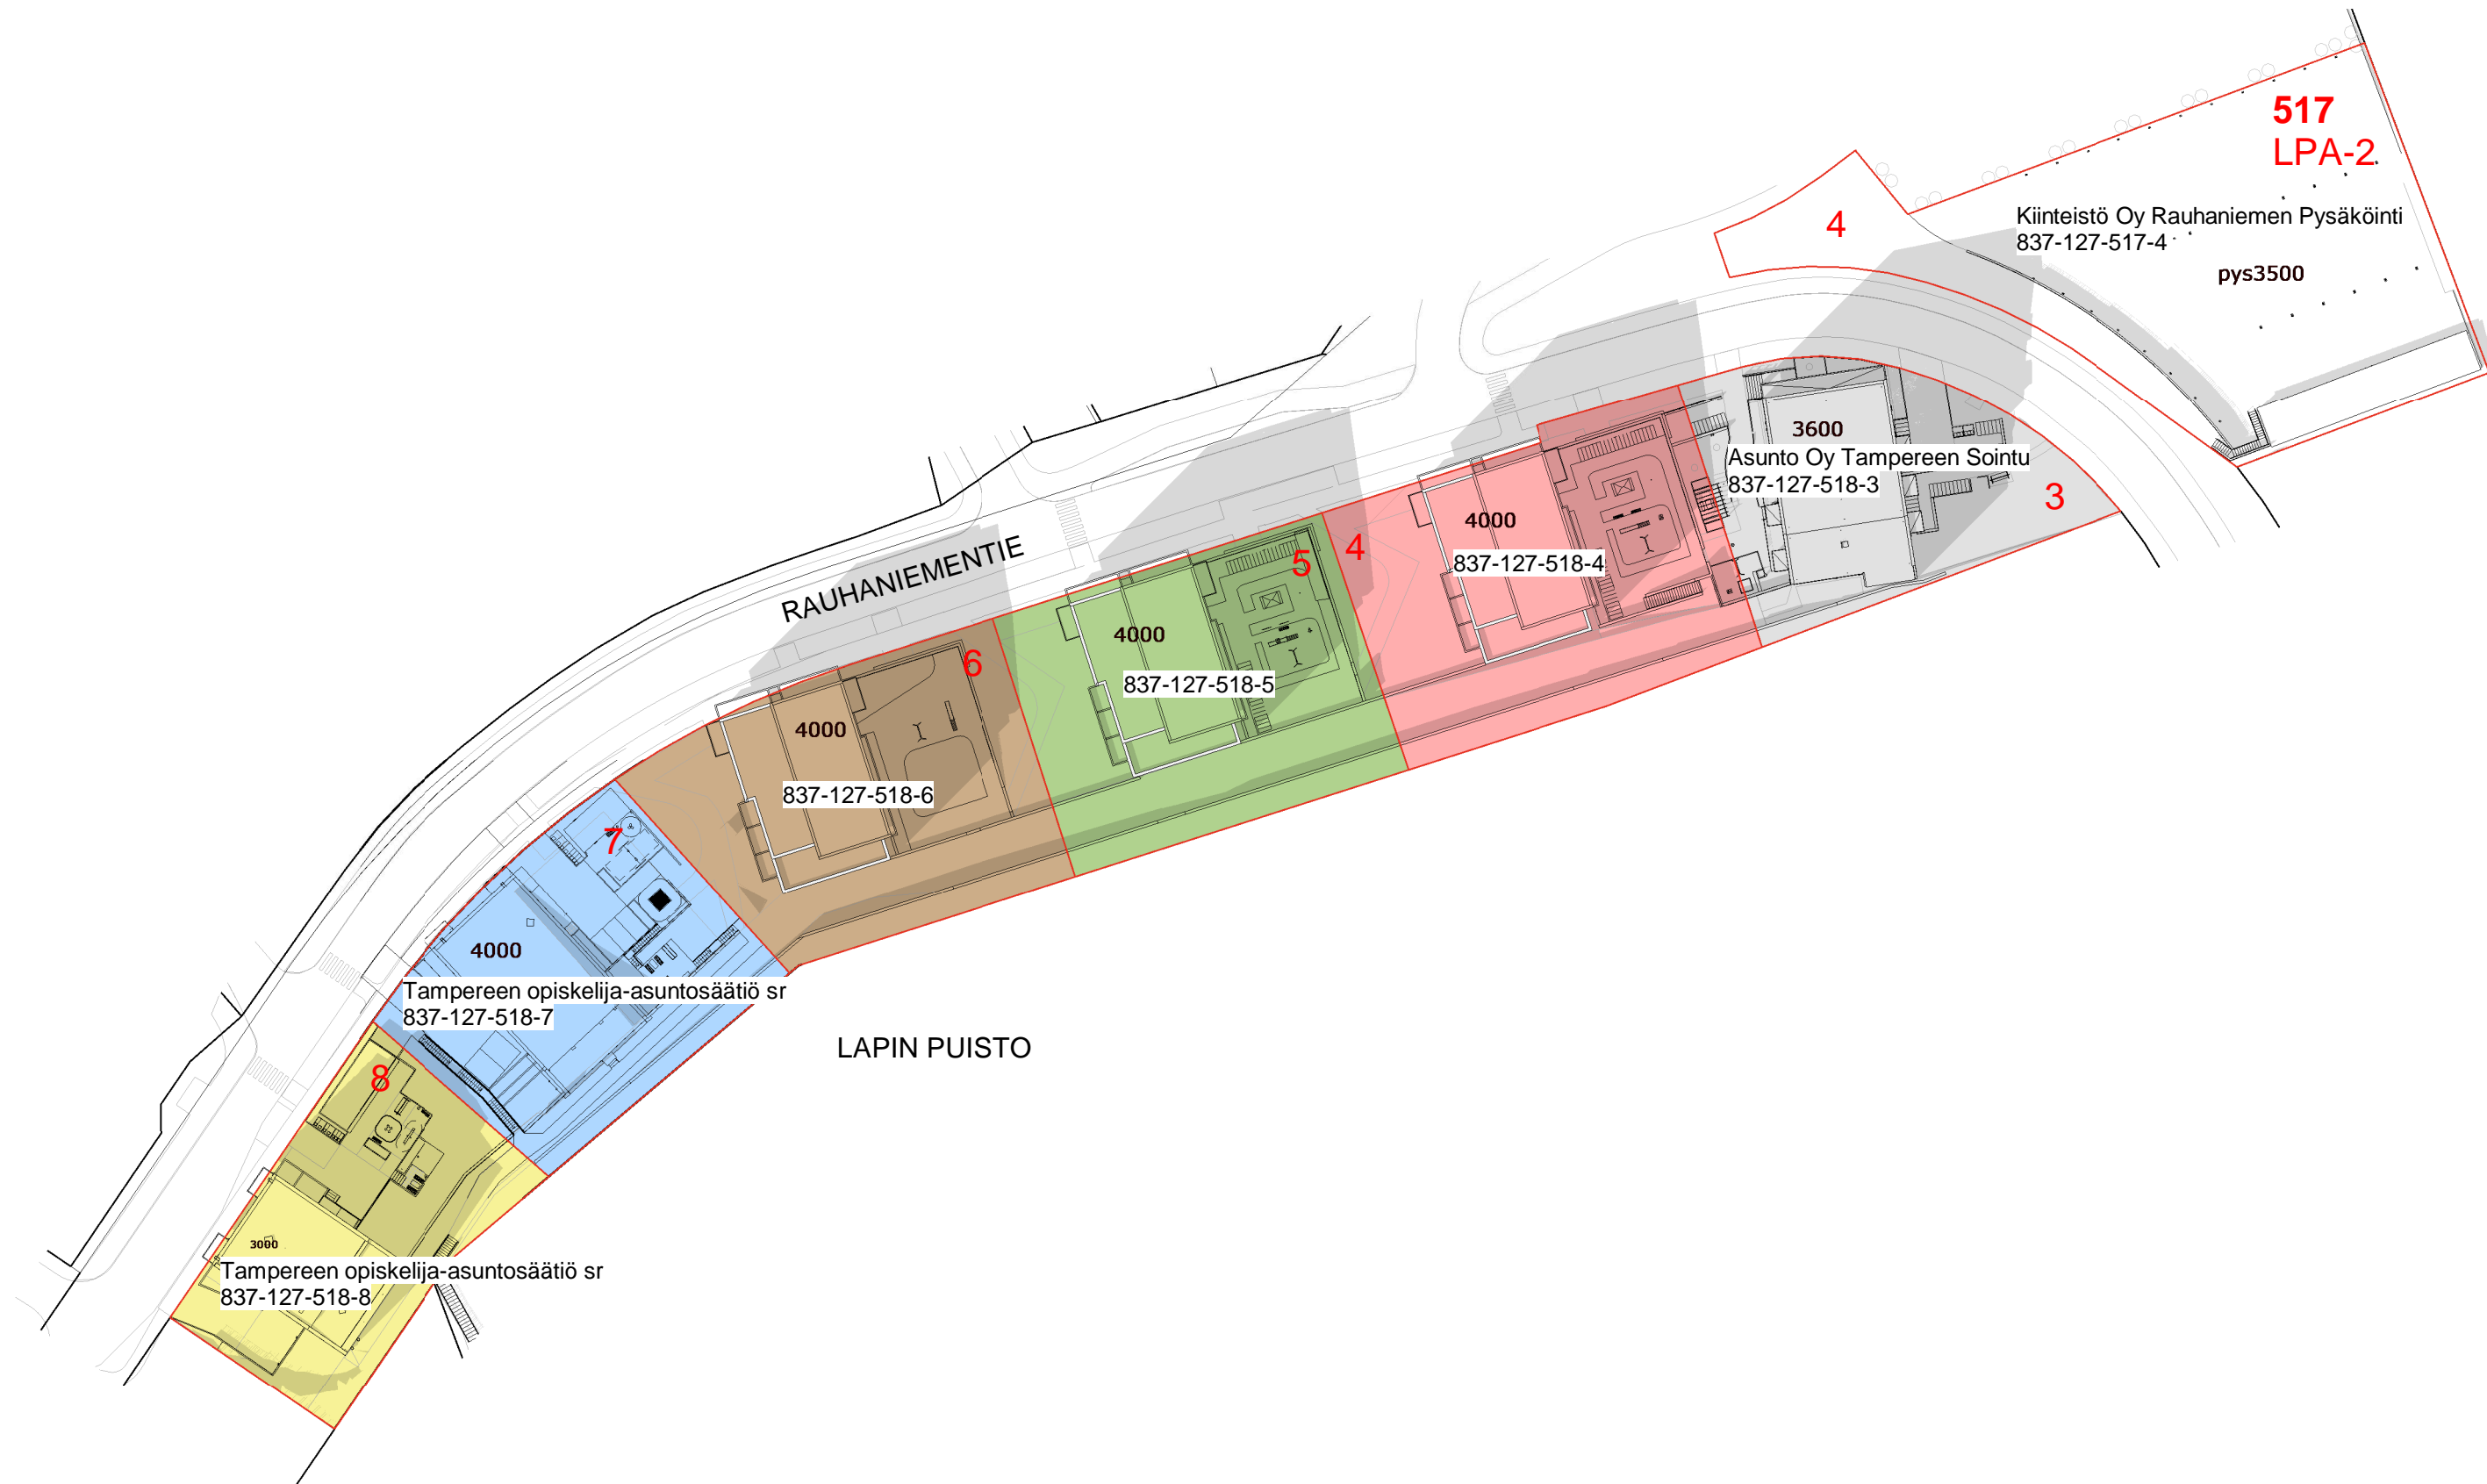 517
LPA-2
4
Kiinteistö Oy Rauhaniemen Pysäköinti
837-127-517-4
pys3500
3600
Asunto Oy Tampereen Sointu
837-127-518-3
3
4000
4
837-127-518-4
5
4000
837-127-518-5
RAUHANIEMENTIE
6
4000
837-127-518-6
7
4000
Tampereen opiskelija-asuntosäätiö sr
837-127-518-7
LAPIN PUISTO
8
3000
Tampereen opiskelija-asuntosäätiö sr
837-127-518-8